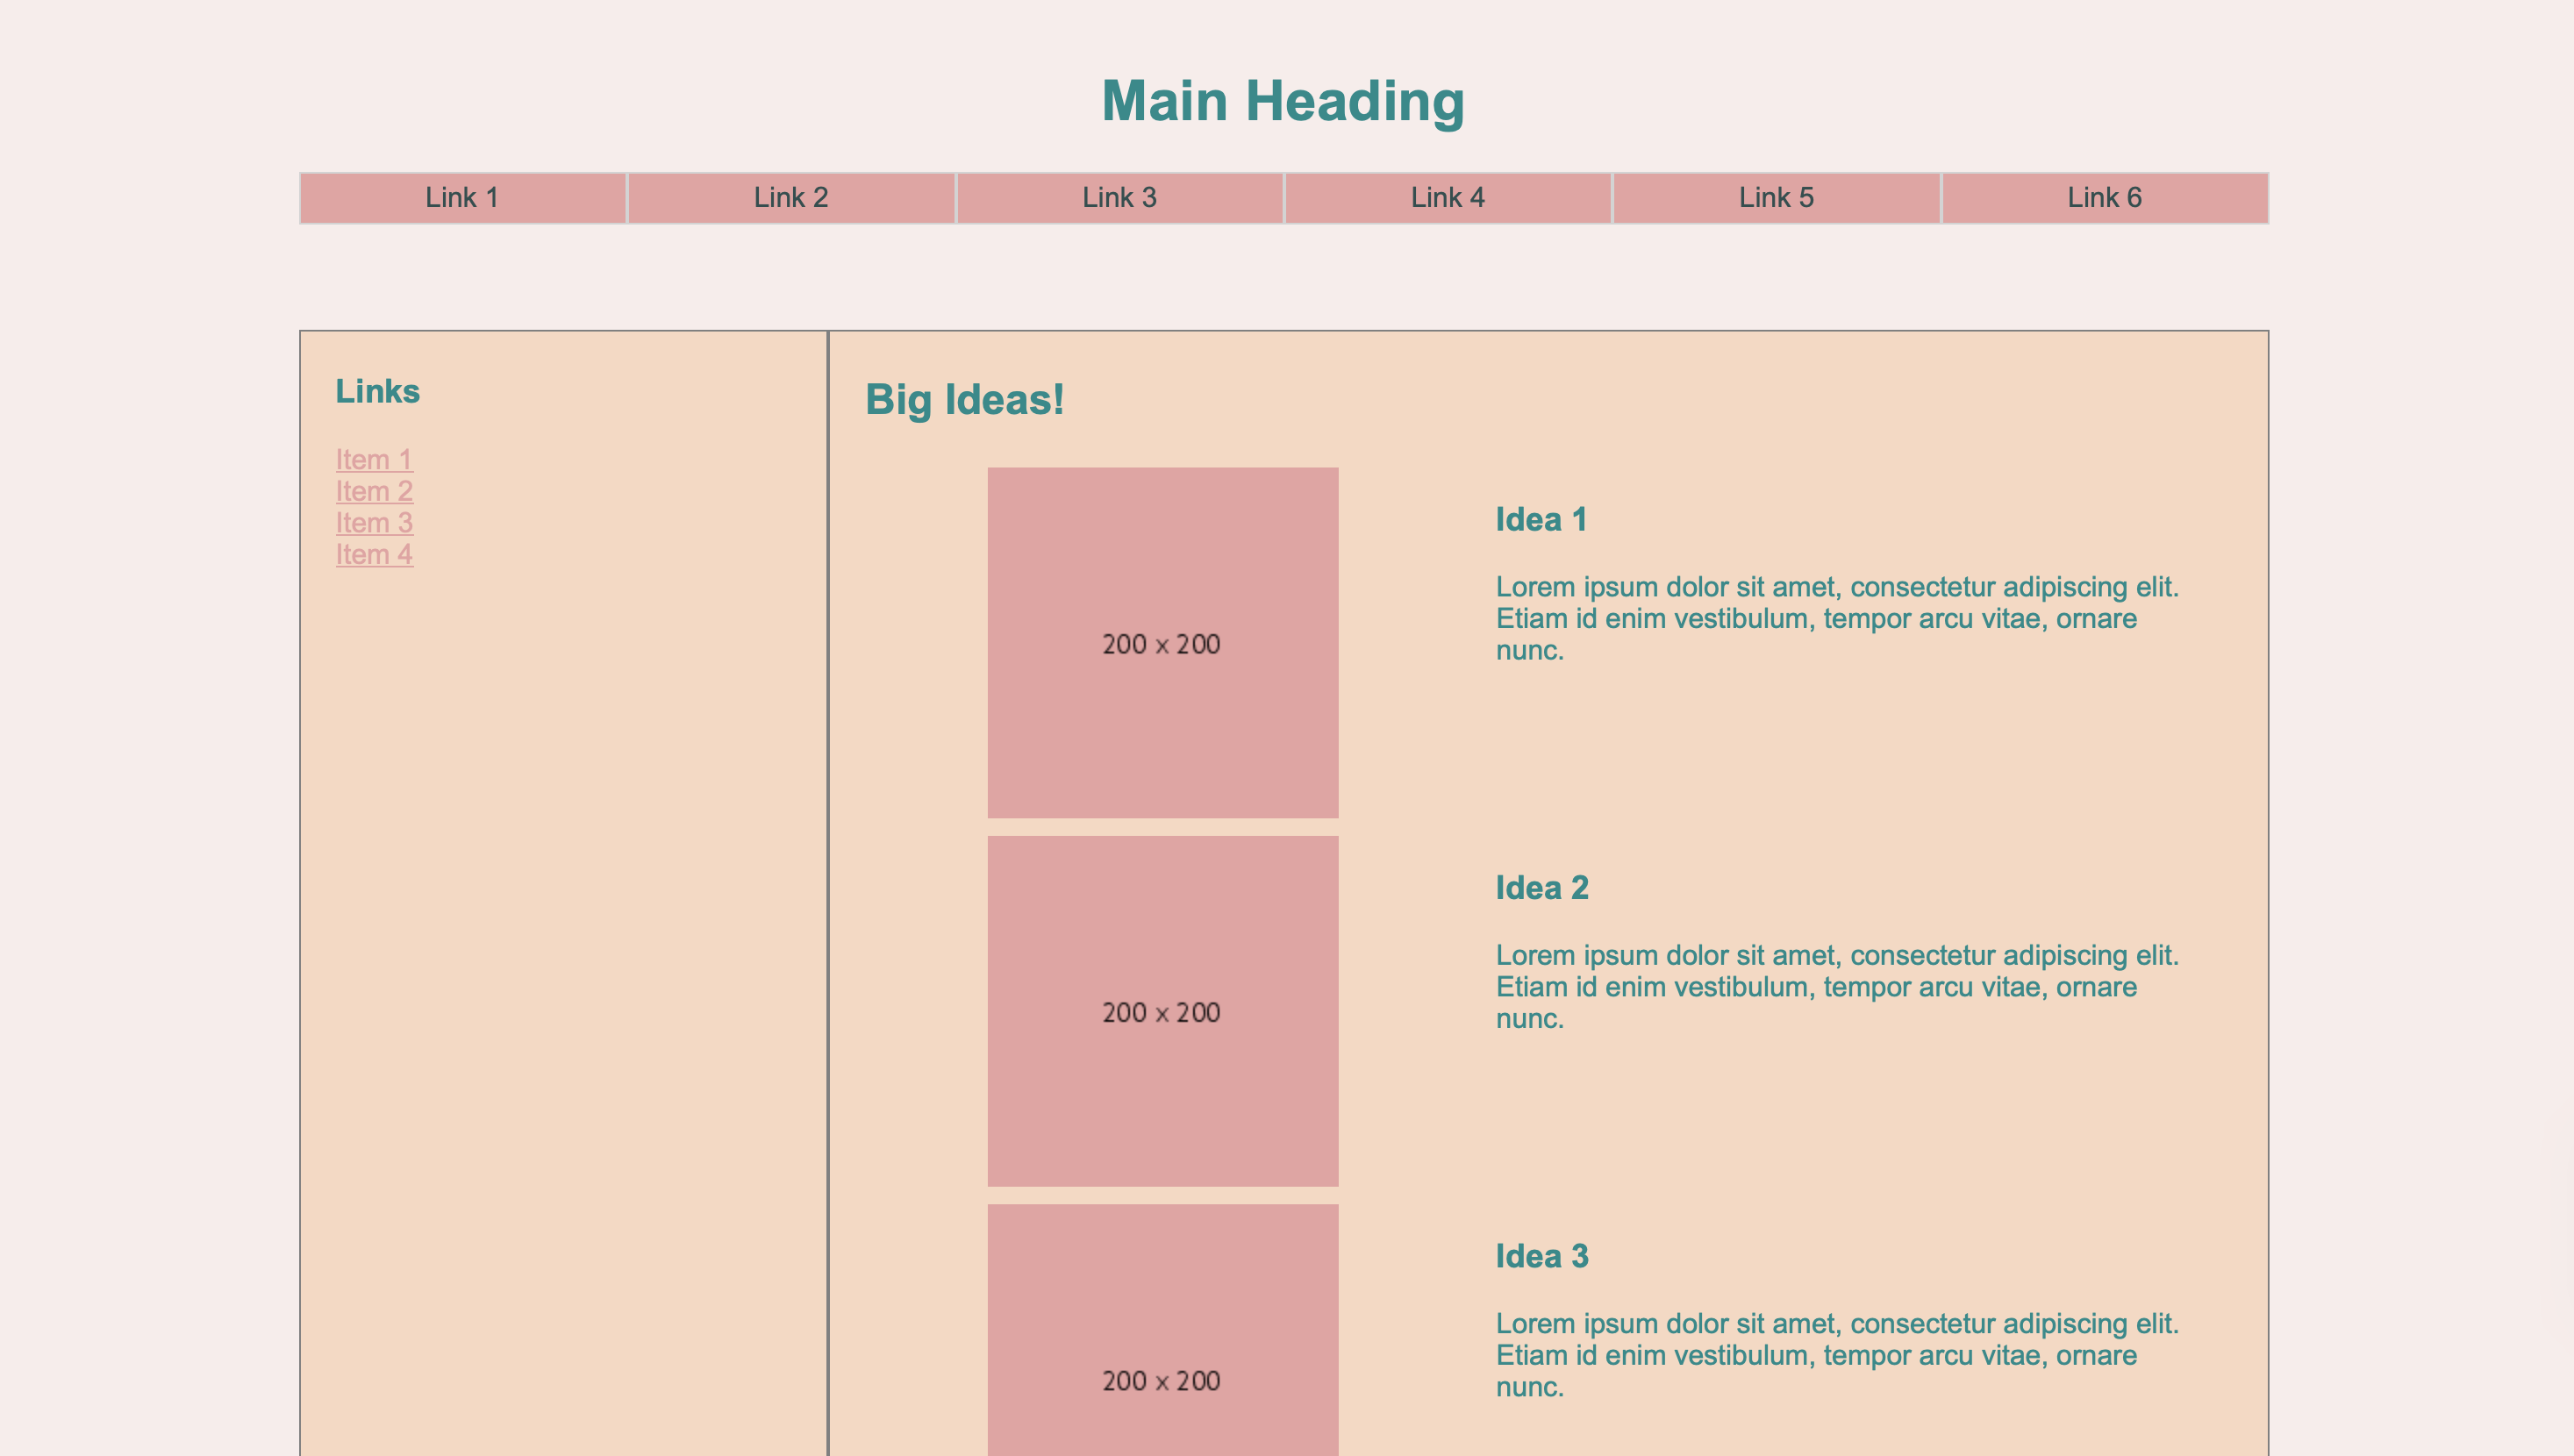 Main Heading
Link 1
Link 2
Link 3
Link 4
Link 5
Link 6
Links
Item 1
Item 2
Item 3
Item 4
Big Ideas!
200 x 200
Idea 1
Lorem ipsum dolor sit amet, consectetur adipiscing elit.
Etiam id enim vestibulum, tempor arcu vitae, ornare
nunc.
200 x 200
Idea 2
Lorem ipsum dolor sit amet, consectetur adipiscing elit.
Etiam id enim vestibulum, tempor arcu vitae, ornare
nunc.
200 x 200
Idea 3
Lorem ipsum dolor sit amet, consectetur adipiscing elit.
Etiam id enim vestibulum, tempor arcu vitae, ornare
nunc.